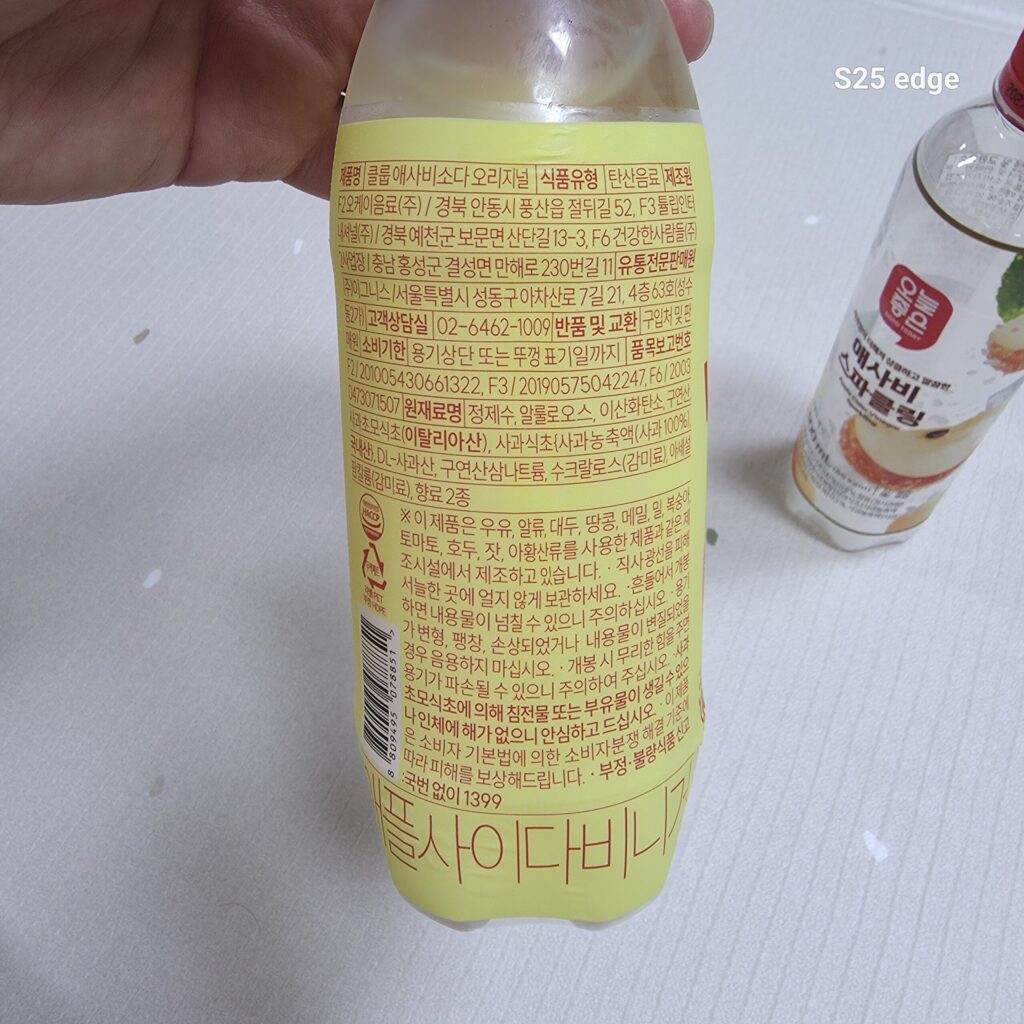 S25 edge
제품명 클룹 애사비소다 오리지널 식품유형 탄산음료 제조원
F2오케이음료(주) / 경북 안동시 풍산읍 절뒤길 52, F3 튤립인터
내셔널(주) / 경북 예천군 보문면 산단길 13-3, F6 건강한사람들(주)
사업장 / 충남 홍성군 결성면 만해로 230번길 11 유통전문판매원
(주)이그니스/서울특별시 성동구 아차산로 7길 21, 4층 63호(성수
동2가) 고객상담실 02-6462-1009 반품 및 교환 구입처 및 판
매원 소비기한 용기상단 또는 뚜껑 표기일까지 품목보고번호
F2 / 201005430661322, F3 / 20190575042247, F6 / 2003
0473071507 원재료명 정제수, 알룰로오스, 이산화탄소, 구연산,
사과초모식초(이탈리아산), 사과식초{사과농축액(사과100%),
국내산}, DL-사과산, 구연산삼나트륨, 수크랄로스(감미료), 아세설
팜칼륨(감미료), 향료 2종
HACCP
※ 이 제품은 우유, 알류, 대두, 땅콩, 메밀, 밀, 복숭아,
토마토, 호두, 잣, 아황산류를 사용한 제품과 같은 제
조시설에서 제조하고 있습니다. · 직사광선을 피해
서늘한 곳에 얼지 않게 보관하세요. ·흔들어서 개봉
하면 내용물이 넘칠 수 있으니 주의하십시오 · 용기
가 변형, 팽창, 손상되었거나 내용물이 변질되었을
경우 음용하지 마십시오 · 개봉 시 무리한 힘을 주면
용기가 파손될 수 있으니 주의하여 주십시오. ·사과
초모식초에 의해 침전물 또는 부유물이 생길 수 있으
나 인체에 해가 없으니 안심하고 드십시오. · 이 제품
은 소비자 기본법에 의한 소비자분쟁 해결 기준에
따라 피해를 보상해드립니다. · 부정·불량식품 신고
:국번 없이 1399
PET
HDPE
8 809495 078851
오늘
좋은
애사비
스파클링